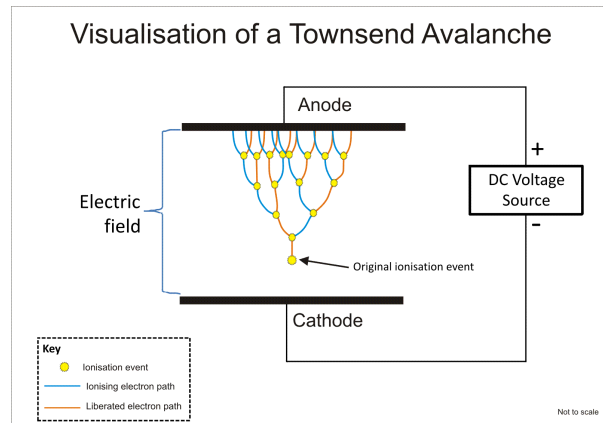 Visualisation of a Townsend Avalanche
Anode
+
DC Voltage
Source
-
Electric
field
Original ionisation event
Cathode
Key
Ionisation event
Ionising electron path
Liberated electron path
Not to scale